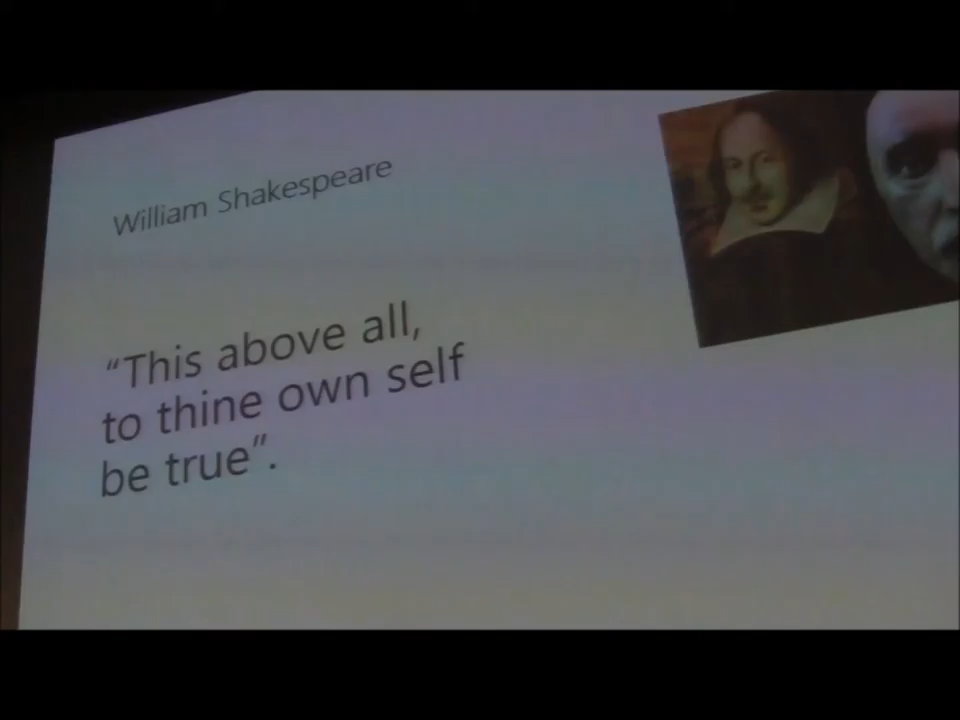 William Shakespeare
“This above all,
to thine own self
be true”.